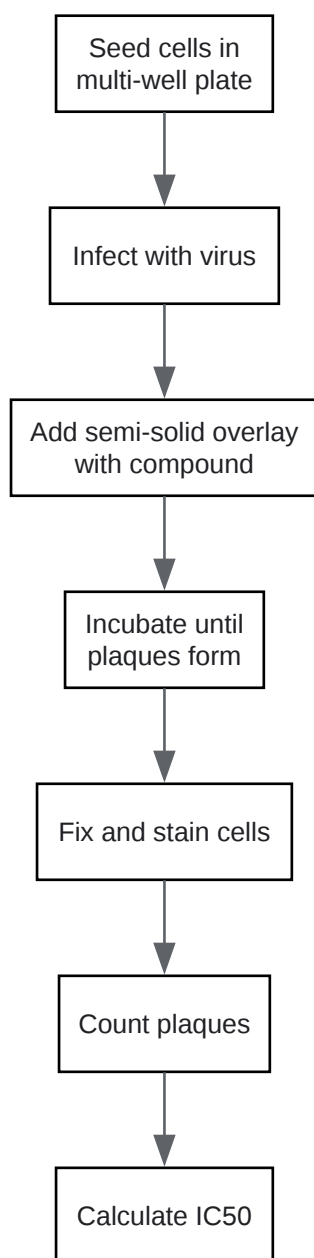 Seed cells in
multi-well plate
Infect with virus
Add semi-solid overlay
with compound
Incubate until
plaques form
Fix and stain cells
Count plaques
Calculate IC50